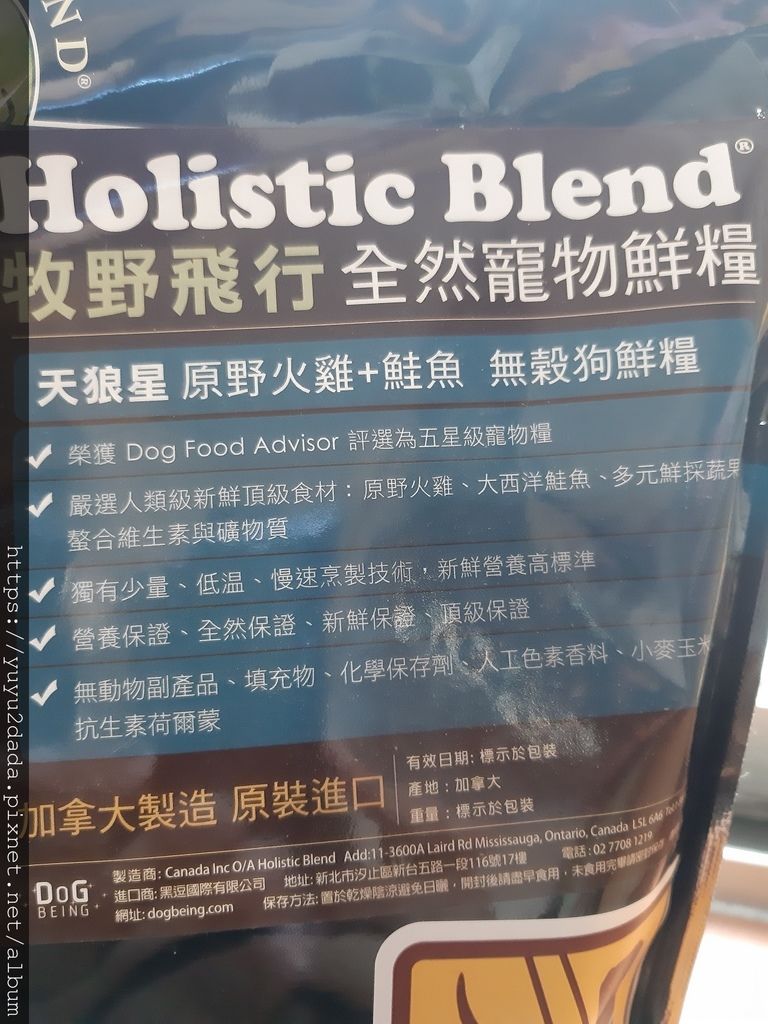 ND®
Holistic Blend®
牧野飛行 全然寵物鮮糧
天狼星 原野火雞+鮭魚 無穀狗鮮糧
✓ 榮獲 Dog Food Advisor 評選為五星級寵物糧
✓ 嚴選人類級新鮮頂級食材：原野火雞、大西洋鮭魚、多元鮮採蔬果
螯合維生素與礦物質
✓ 獨有少量、低温、慢速烹製技術，新鮮營養高標準
✓ 營養保證、全然保證、新鮮保證、頂級保證
✓ 無動物副產品、填充物、化學保存劑、人工色素香料、小麥玉米
抗生素荷爾蒙
加拿大製造 原裝進口
有效日期: 標示於包裝
產地：加拿大
重量：標示於包裝
DOG BEING
製造商: Canada Inc O/A Holistic Blend Add:11-3600A Laird Rd Mississauga, Ontario, Canada L5L 6A6
進口商: 黑逗國際有限公司 地址: 新北市汐止區新台五路一段116號17樓 電話: 02 7708 1219
網址: dogbeing.com 保存方法: 置於乾燥陰涼避免日曬，開封後請盡早食用，未食用完畢請密封保存
https://yuyu2dada.pixnet.net/album